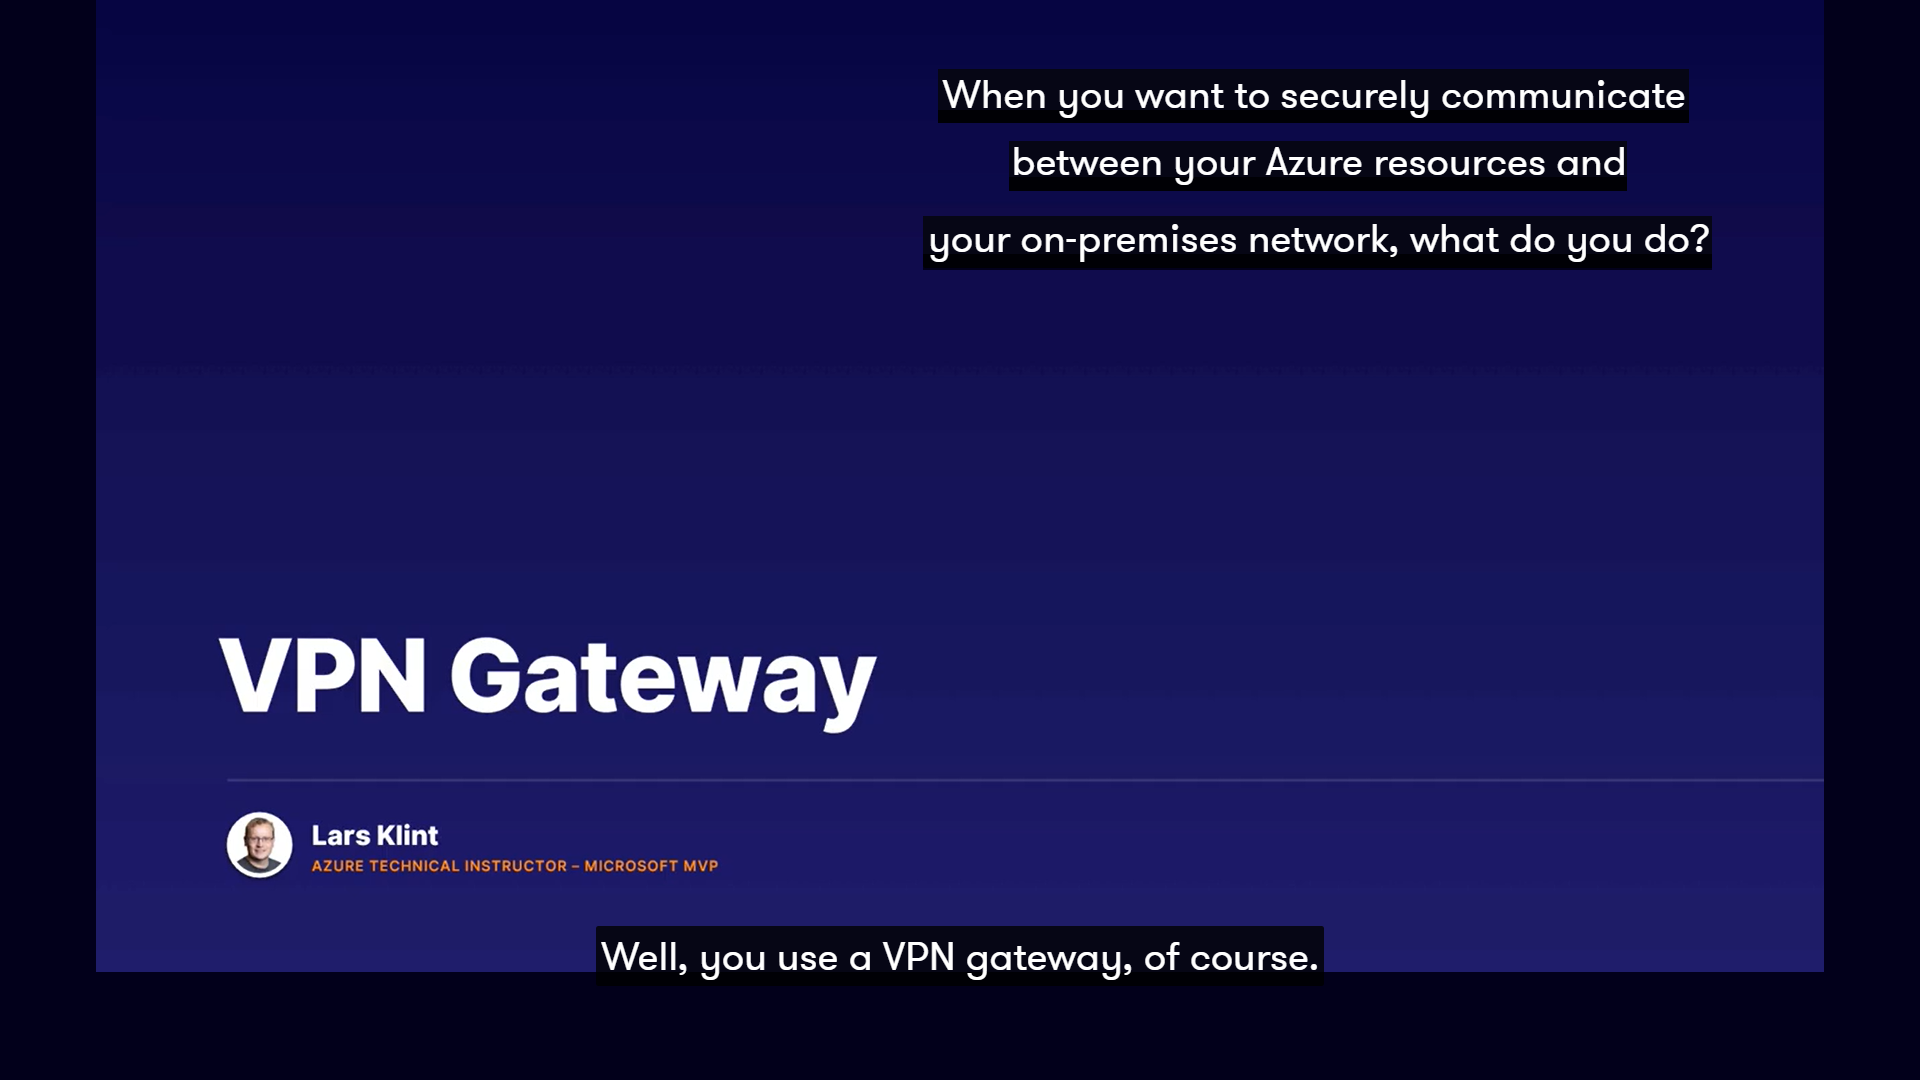 When you want to securely communicate
between your Azure resources and
your on-premises network, what do you do?
VPN Gateway
Lars Klint
AZURE TECHNICAL INSTRUCTOR – MICROSOFT MVP
Well, you use a VPN gateway, of course.